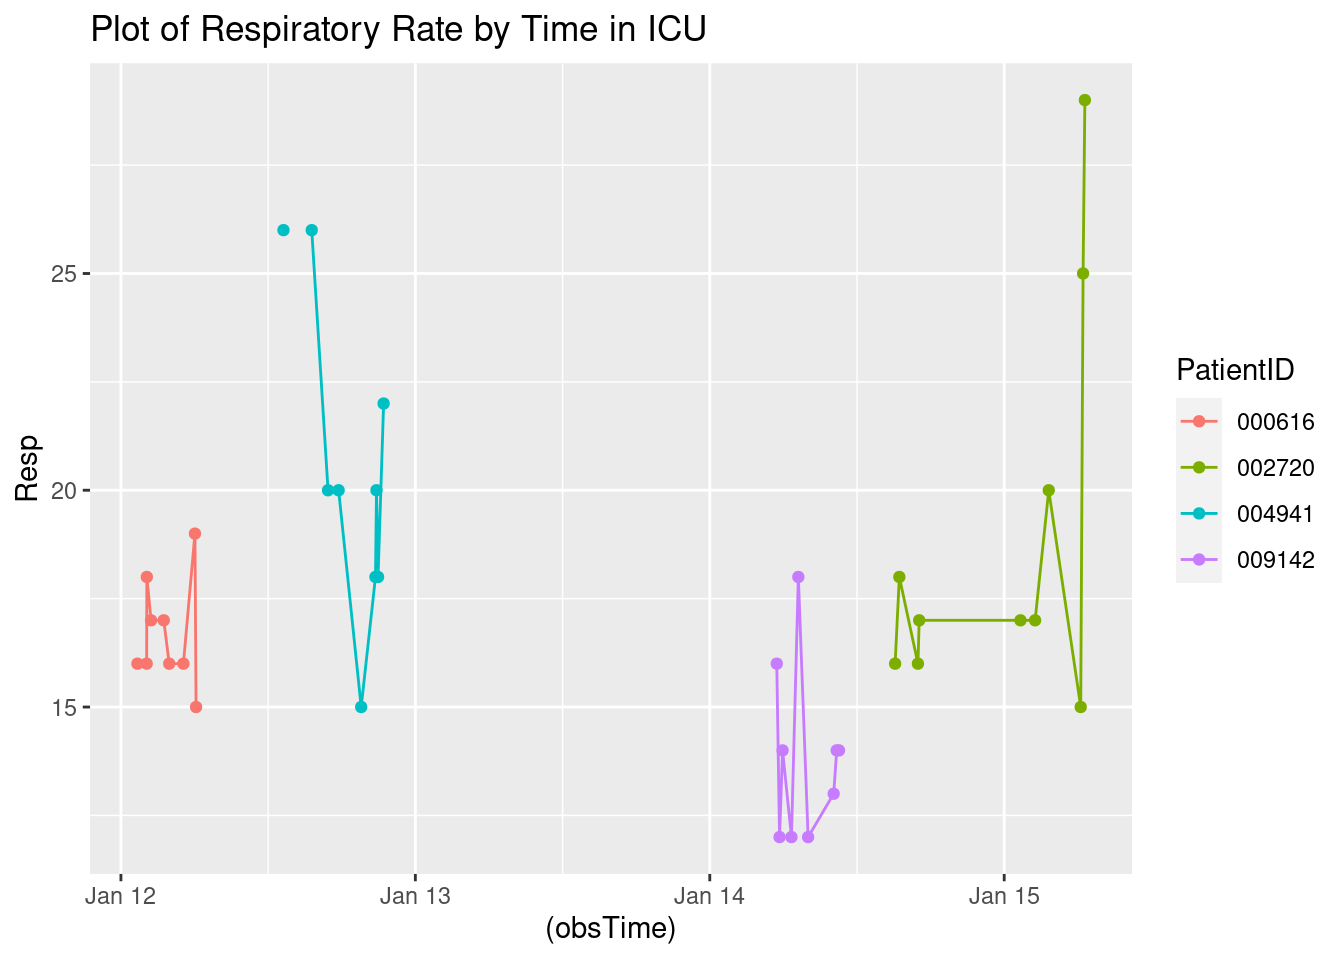 Plot of Respiratory Rate by Time in ICU
Resp
25
20
15
Jan 12
Jan 13
Jan 14
Jan 15
(obsTime)
PatientID
000616
002720
004941
009142